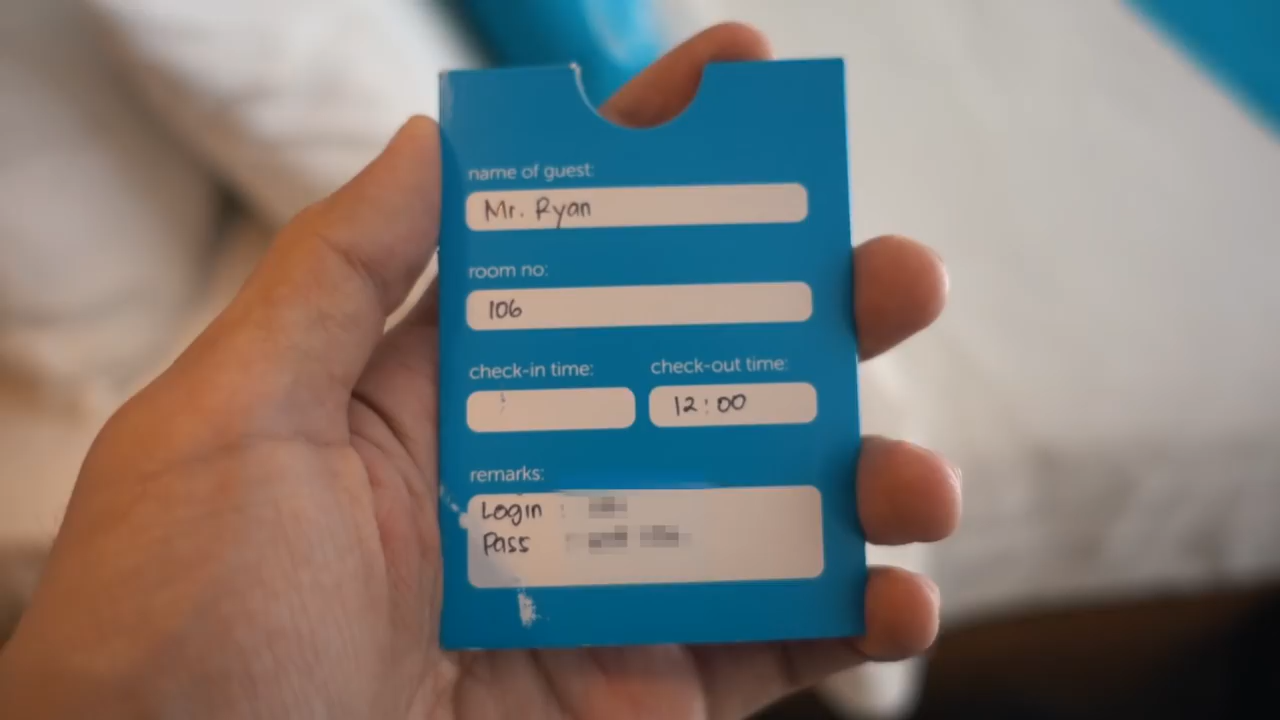 name of guest:
Mr. Ryan
room no:
106
check-in time:
check-out time:
12:00
remarks:
Login :
Pass